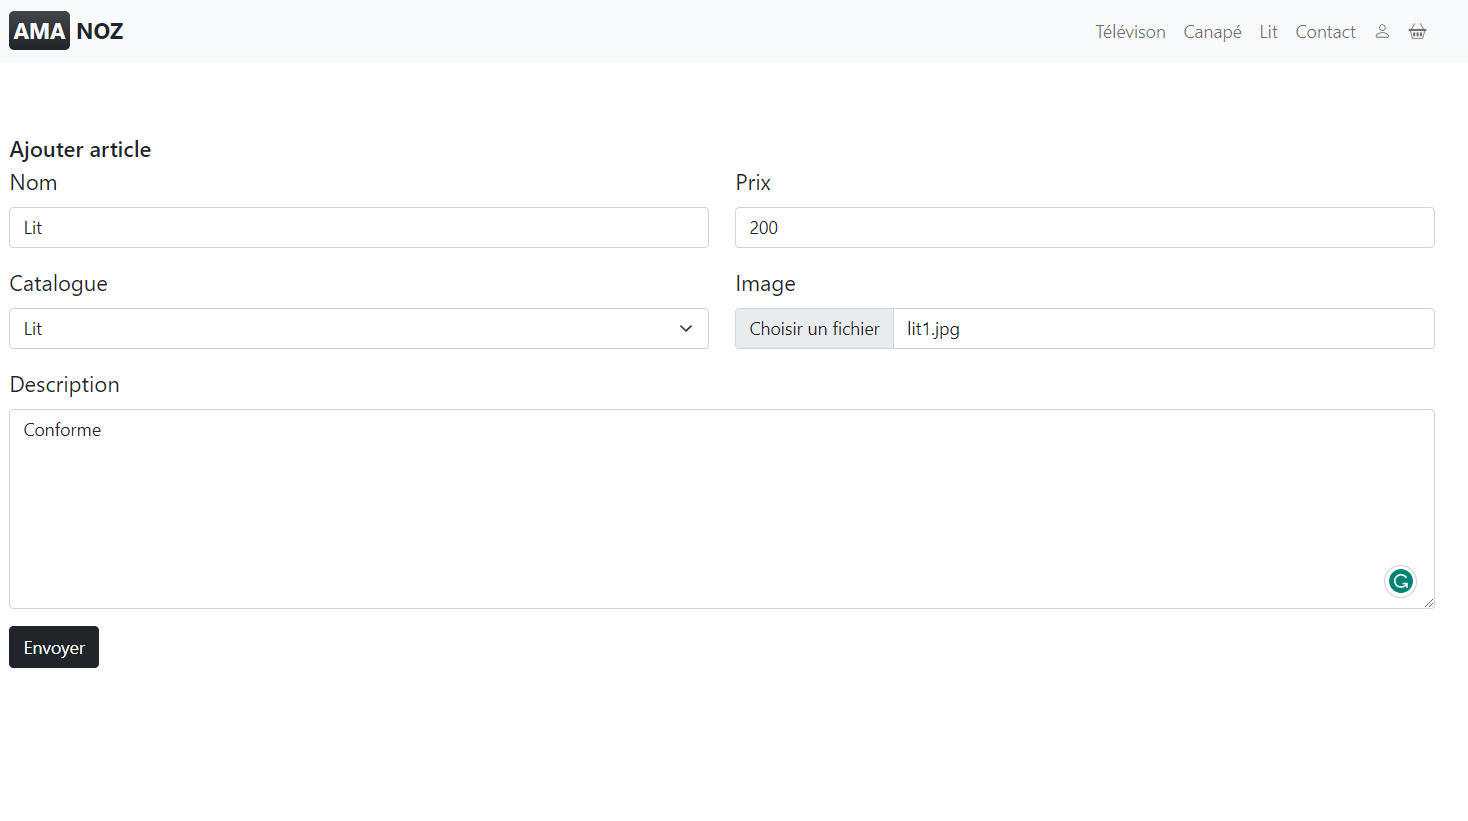 AMA NOZ
Télévison Canapé Lit Contact
Ajouter article
Nom
Prix
Lit
200
Catalogue
Image
Lit
Choisir un fichier lit1.jpg
Description
Conforme
Envoyer